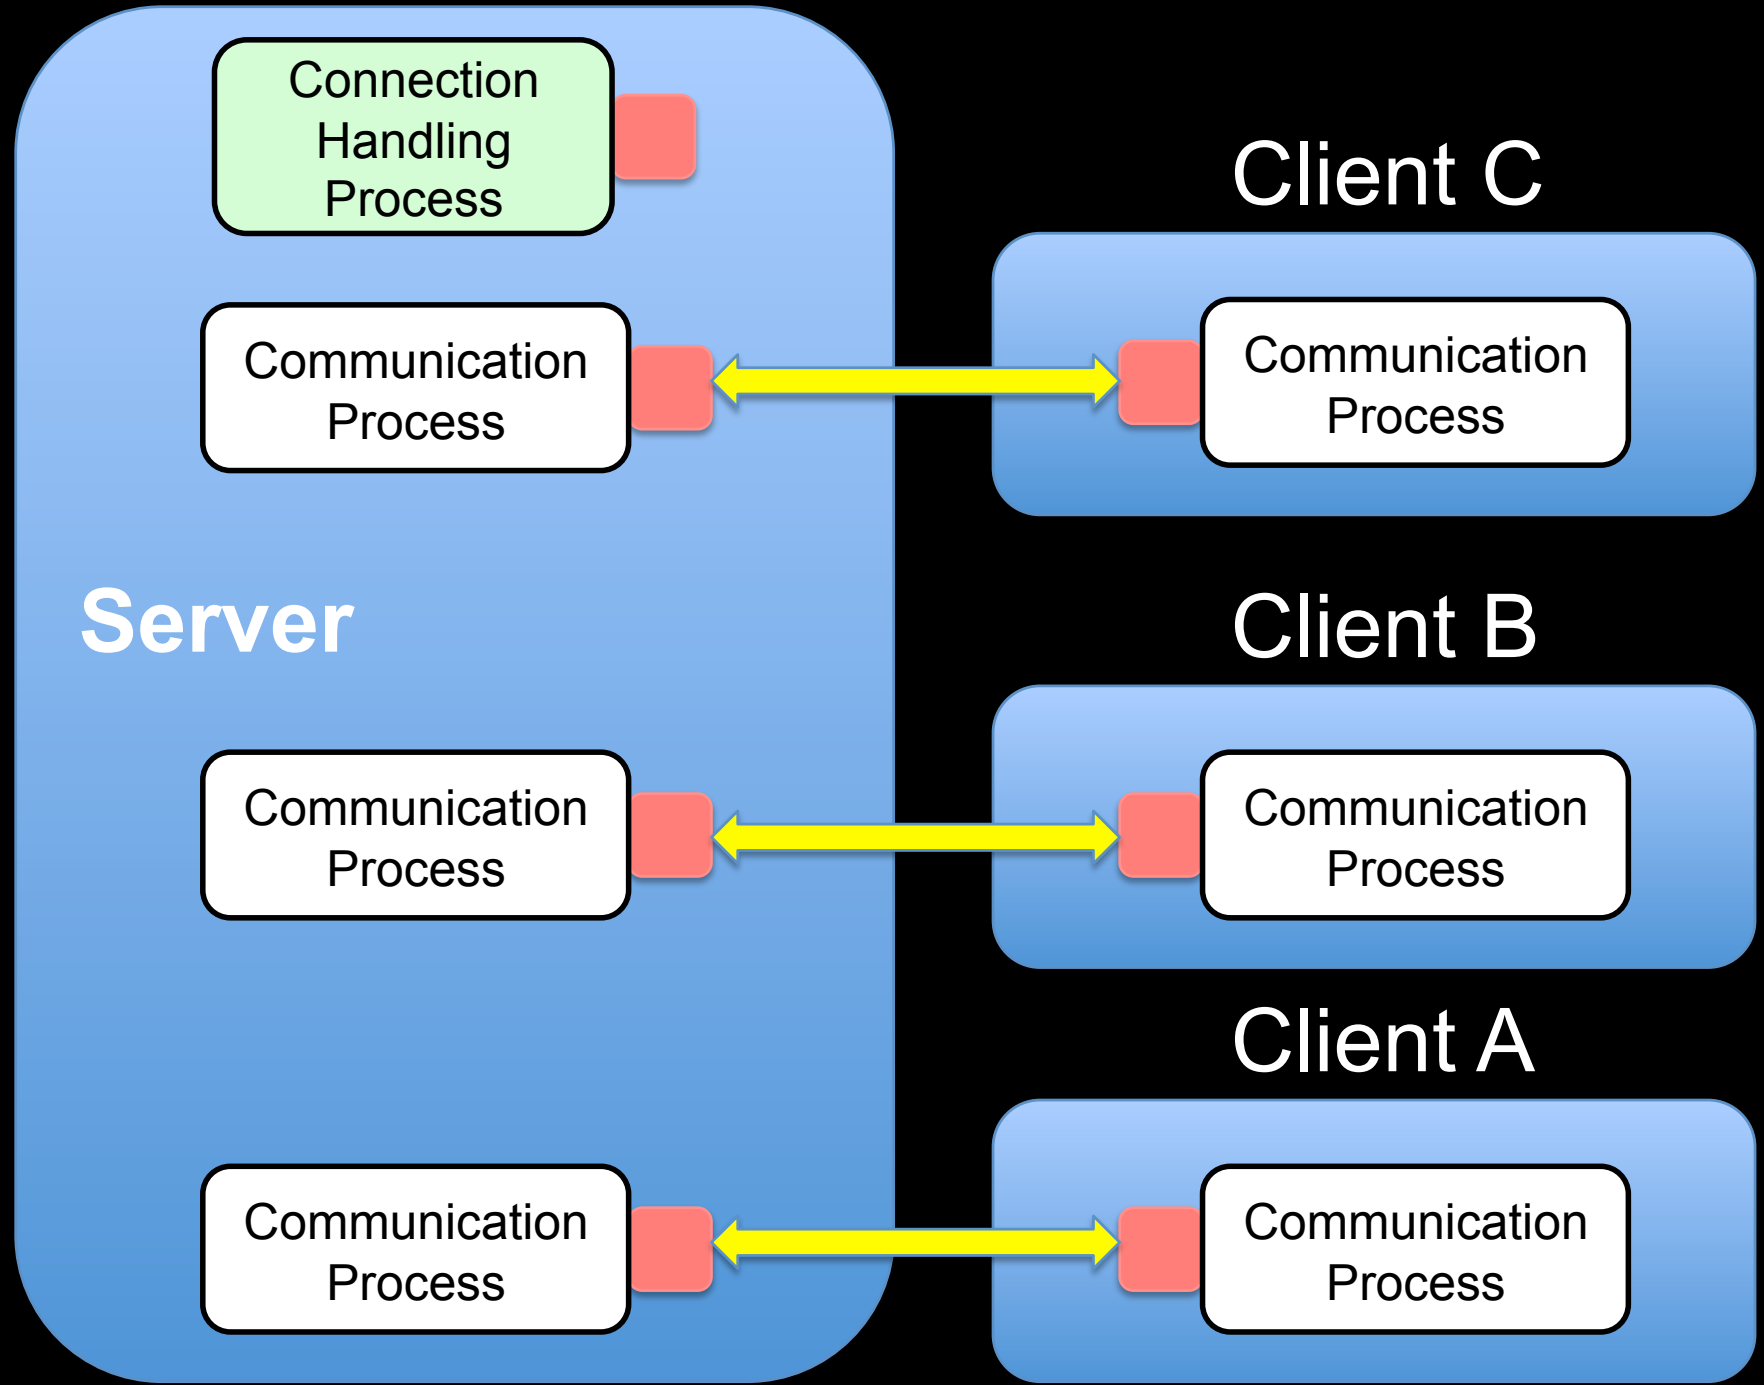 Connection
Handling
Process
Client C
Communication
Process
Communication
Process
Server
Client B
Communication
Process
Communication
Process
Client A
Communication
Process
Communication
Process